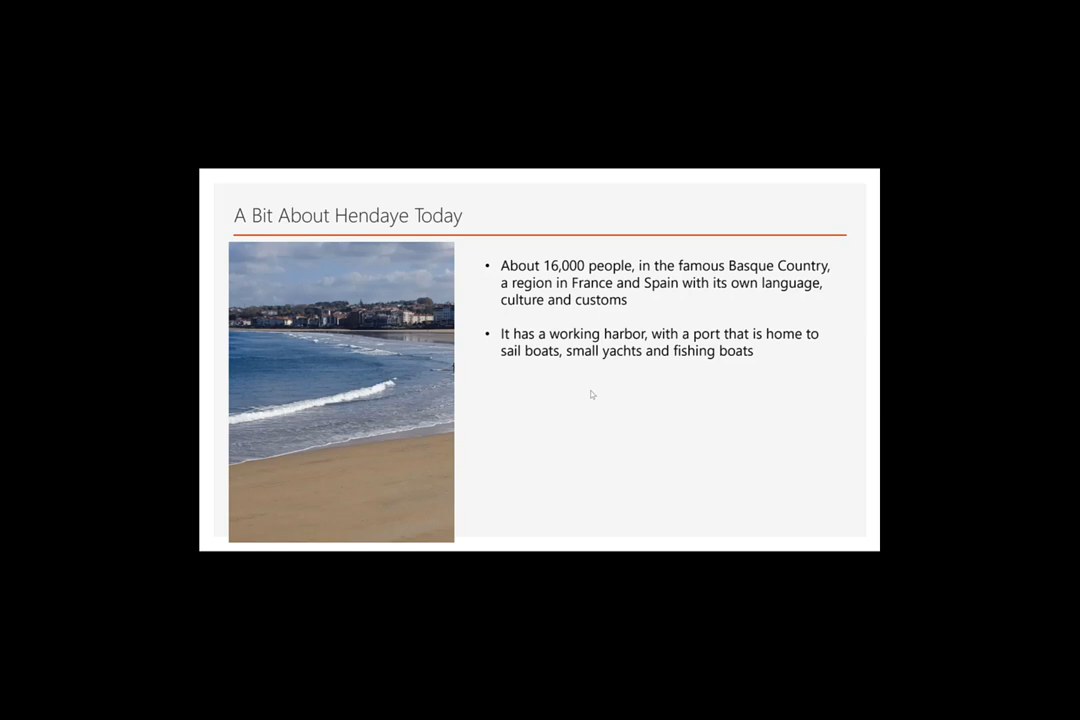 A Bit About Hendaye Today
• About 16,000 people, in the famous Basque Country,
a region in France and Spain with its own language,
culture and customs
• It has a working harbor, with a port that is home to
sail boats, small yachts and fishing boats